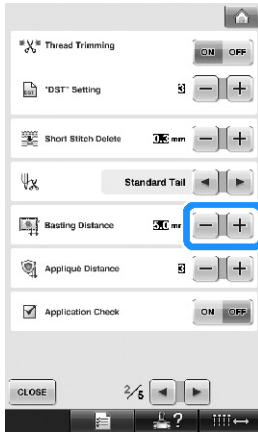 Thread Trimming
ON OFF
"DST" Setting
3
− +
Short Stitch Delete
0.3 mm
− +
Standard Tail
Basting Distance
5.0
− +
Appliqué Distance
3
− +
Application Check
ON OFF
CLOSE
2/5
?